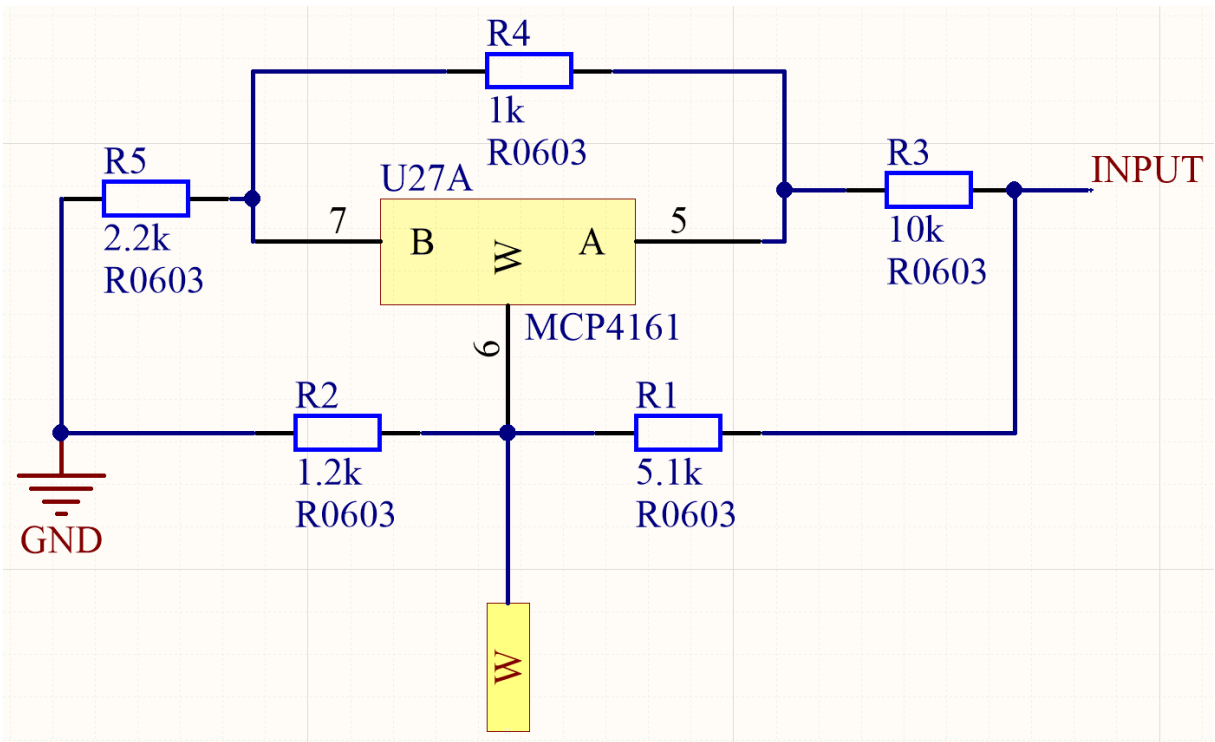 R4
1k
R0603
R5
2.2k
R0603
U27A
7
B
W
A
5
MCP4161
6
R3
10k
R0603
INPUT
R2
1.2k
R0603
R1
5.1k
R0603
GND
W